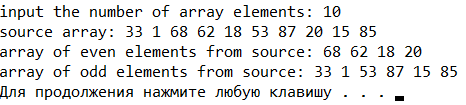 input the number of array elements: 10
source array: 33 1 68 62 18 53 87 20 15 85
array of even elements from source: 68 62 18 20
array of odd elements from source: 33 1 53 87 15 85
Для продолжения нажмите любую клавишу . . .